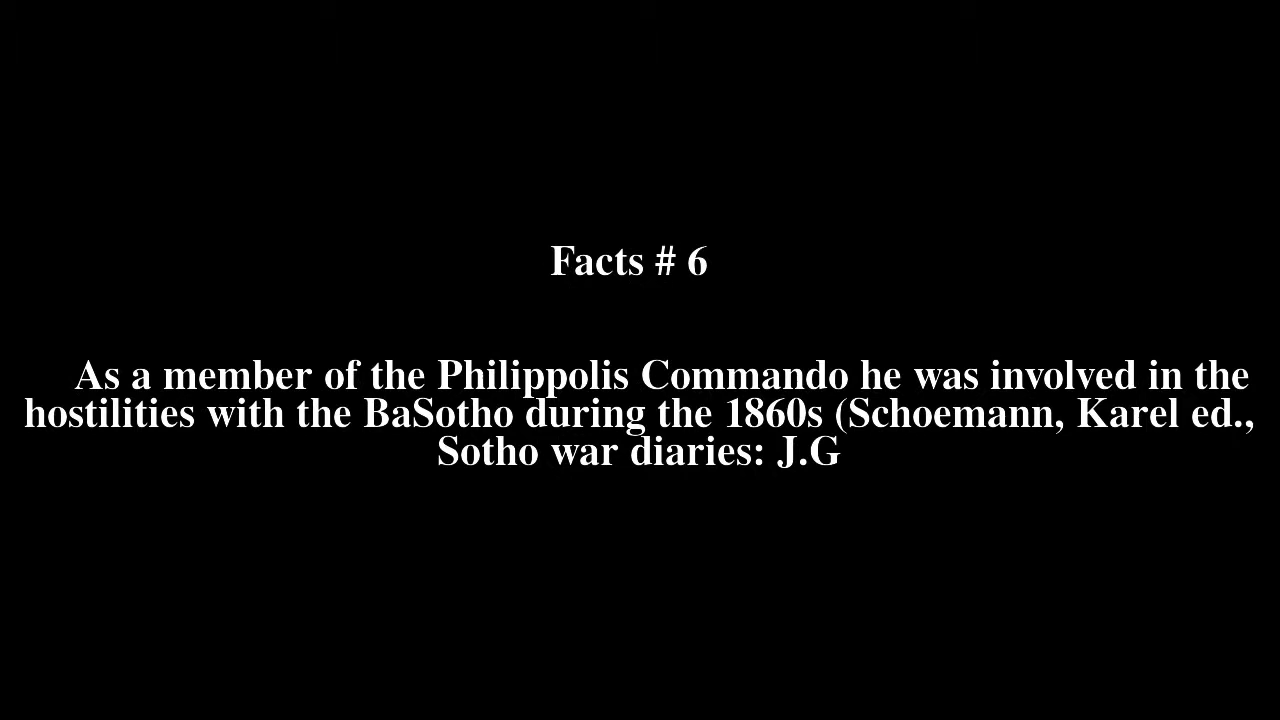 Facts # 6
As a member of the Philippolis Commando he was involved in the
hostilities with the BaSotho during the 1860s (Schoemann, Karel ed.,
Sotho war diaries: J.G